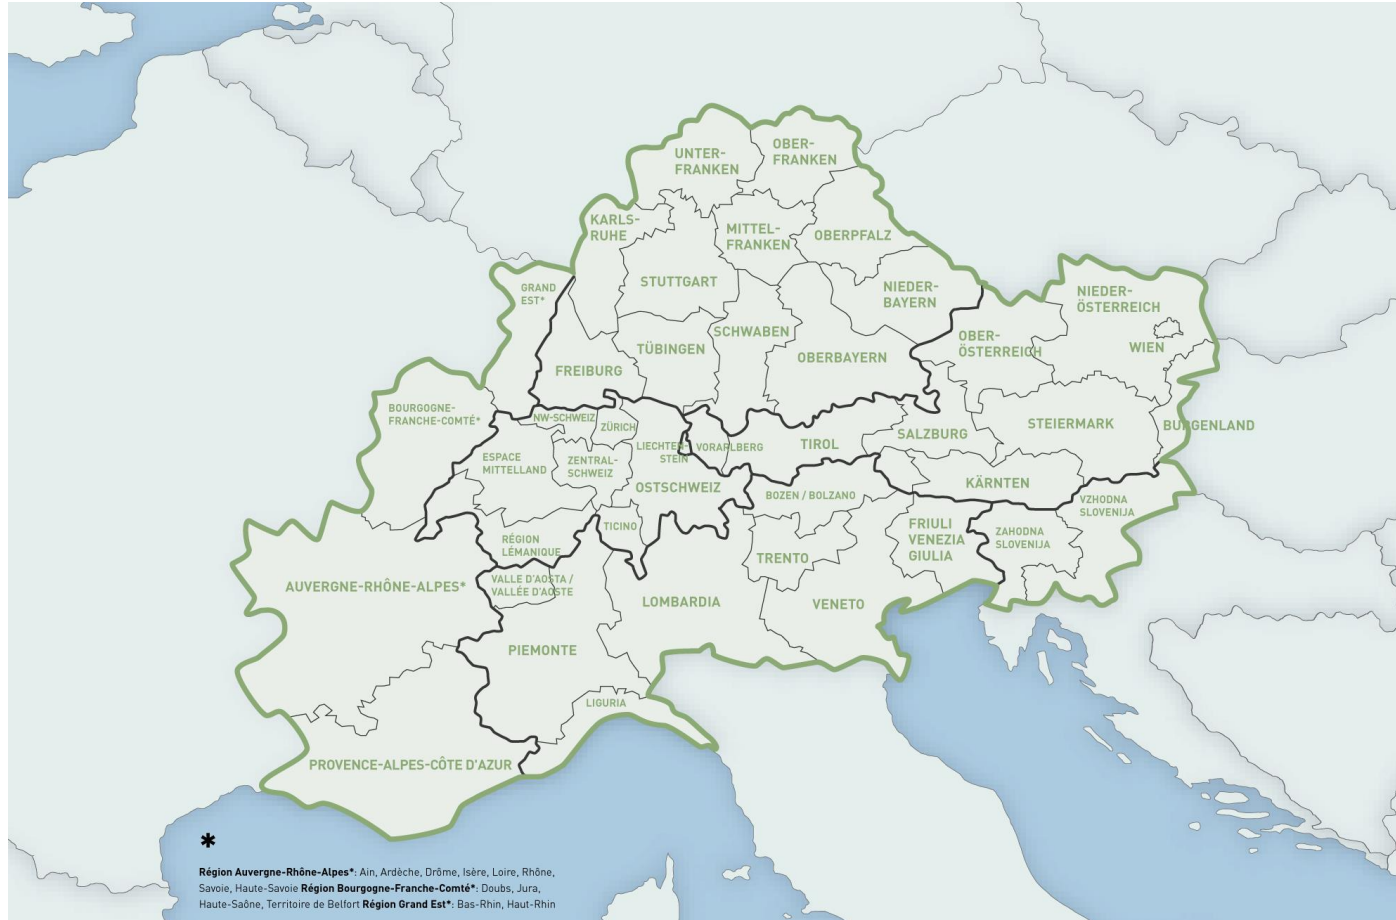 UNTER-
FRANKEN
OBER-
FRANKEN
KARLS-
RUHE
MITTEL-
FRANKEN
OBERPFALZ
GRAND
EST*
STUTTGART
NIEDER-
BAYERN
NIEDER-
ÖSTERREICH
SCHWABEN
OBER-
ÖSTERREICH
WIEN
TÜBINGEN
OBERBAYERN
FREIBURG
BOURGOGNE-
FRANCHE-COMTÉ*
NW-SCHWEIZ
ZÜRICH
LIECHTEN-
STEIN
VORARLBERG
TIROL
SALZBURG
STEIERMARK
BURGENLAND
ESPACE
MITTELLAND
ZENTRAL-
SCHWEIZ
OSTSCHWEIZ
BOZEN / BOLZANO
KÄRNTEN
VZHODNA
SLOVENIJA
TICINO
FRIULI
VENEZIA
GIULIA
ZAHODNA
SLOVENIJA
RÉGION
LÉMANIQUE
TRENTO
AUVERGNE-RHÔNE-ALPES*
VALLE D'AOSTA /
VALLÉE D'AOSTE
LOMBARDIA
VENETO
PIEMONTE
LIGURIA
PROVENCE-ALPES-CÔTE D'AZUR
*
Région Auvergne-Rhône-Alpes*: Ain, Ardèche, Drôme, Isère, Loire, Rhône,
Savoie, Haute-Savoie Région Bourgogne-Franche-Comté*: Doubs, Jura,
Haute-Saône, Territoire de Belfort Région Grand Est*: Bas-Rhin, Haut-Rhin